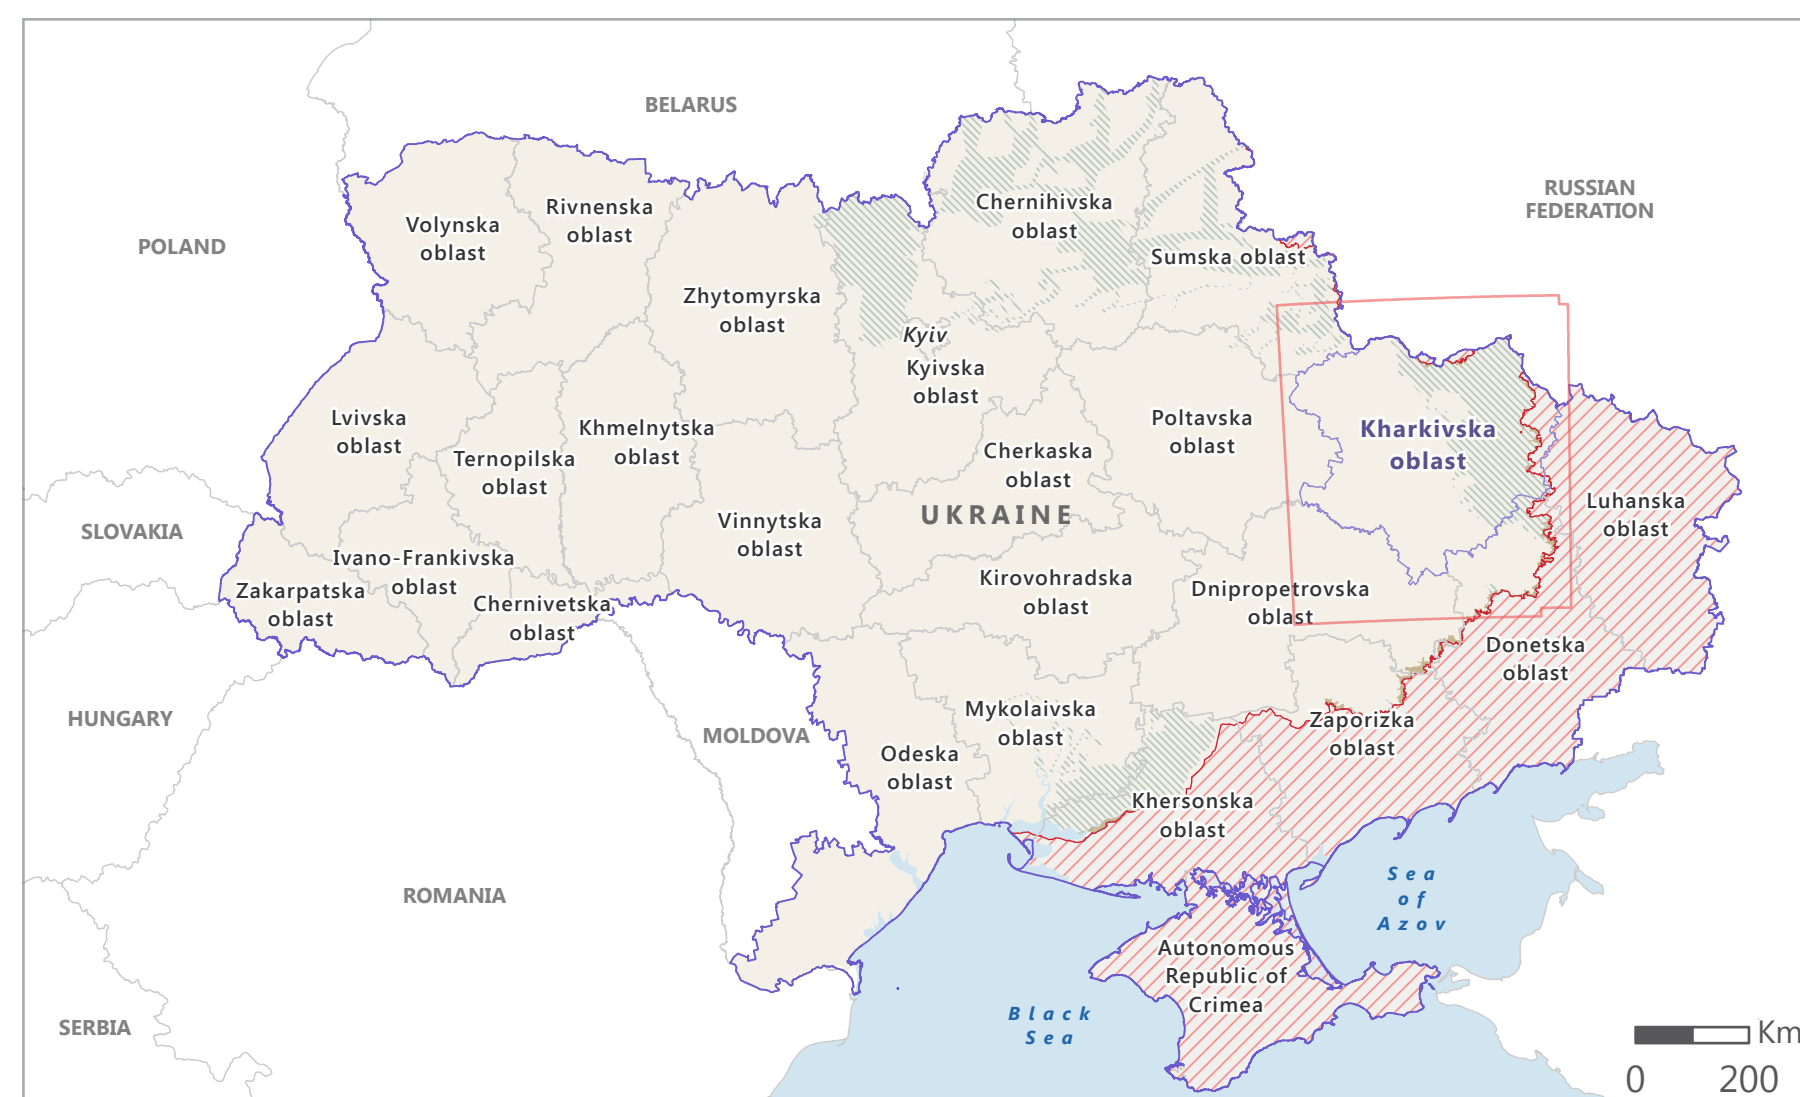 BELARUS
RUSSIAN
FEDERATION
POLAND
Volynska
oblast
Rivnenska
oblast
Chernihivska
oblast
Sumska oblast
Zhytomyrska
oblast
Kyiv
Kyivska
oblast
Lvivska
oblast
Ternopilska
oblast
Khmelnytska
oblast
Cherkaska
oblast
Poltavska
oblast
Kharkivska
oblast
Luhanska
oblast
SLOVAKIA
Vinnytska
oblast
UKRAINE
Ivano-Frankivska
oblast
Zakarpatska
oblast
Chernivetska
oblast
Kirovohradska
oblast
Dnipropetrovska
oblast
Donetska
oblast
HUNGARY
MOLDOVA
Mykolaivska
oblast
Odeska
oblast
Zaporizka
oblast
Khersonska
oblast
ROMANIA
Sea
of
Azov
Autonomous
Republic of
Crimea
Black
Sea
SERBIA
Km
0 200